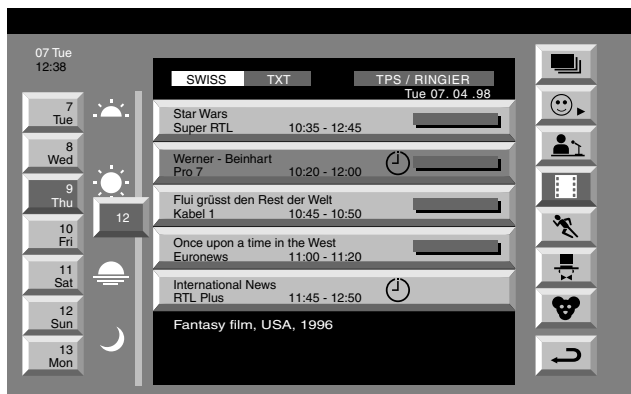 07 Tue
12:38
7
Tue
8
Wed
9
Thu
10
Fri
11
Sat
12
Sun
13
Mon
12
SWISS TXT TPS / RINGIER
Tue 07. 04 .98
Star Wars
Super RTL 10:35 - 12:45
Werner - Beinhart
Pro 7 10:20 - 12:00
Flui grüsst den Rest der Welt
Kabel 1 10:45 - 10:50
Once upon a time in the West
Euronews 11:00 - 11:20
International News
RTL Plus 11:45 - 12:50
Fantasy film, USA, 1996